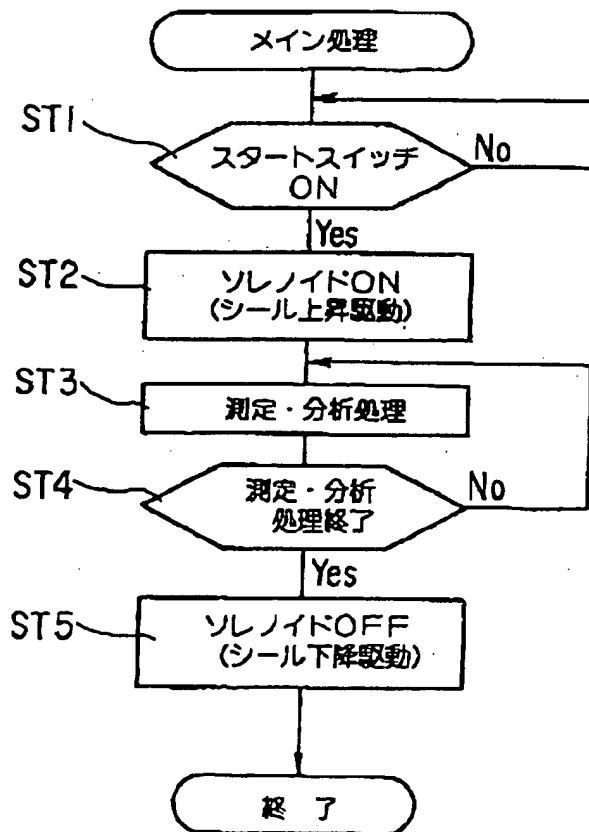 メイン処理
ST1
スタートスイッチ
ON
No
Yes
ST2
ソレノイドON
(シール上昇駆動)
ST3
測定・分析処理
ST4
測定・分析
処理終了
No
Yes
ST5
ソレノイドOFF
(シール下降駆動)
終了